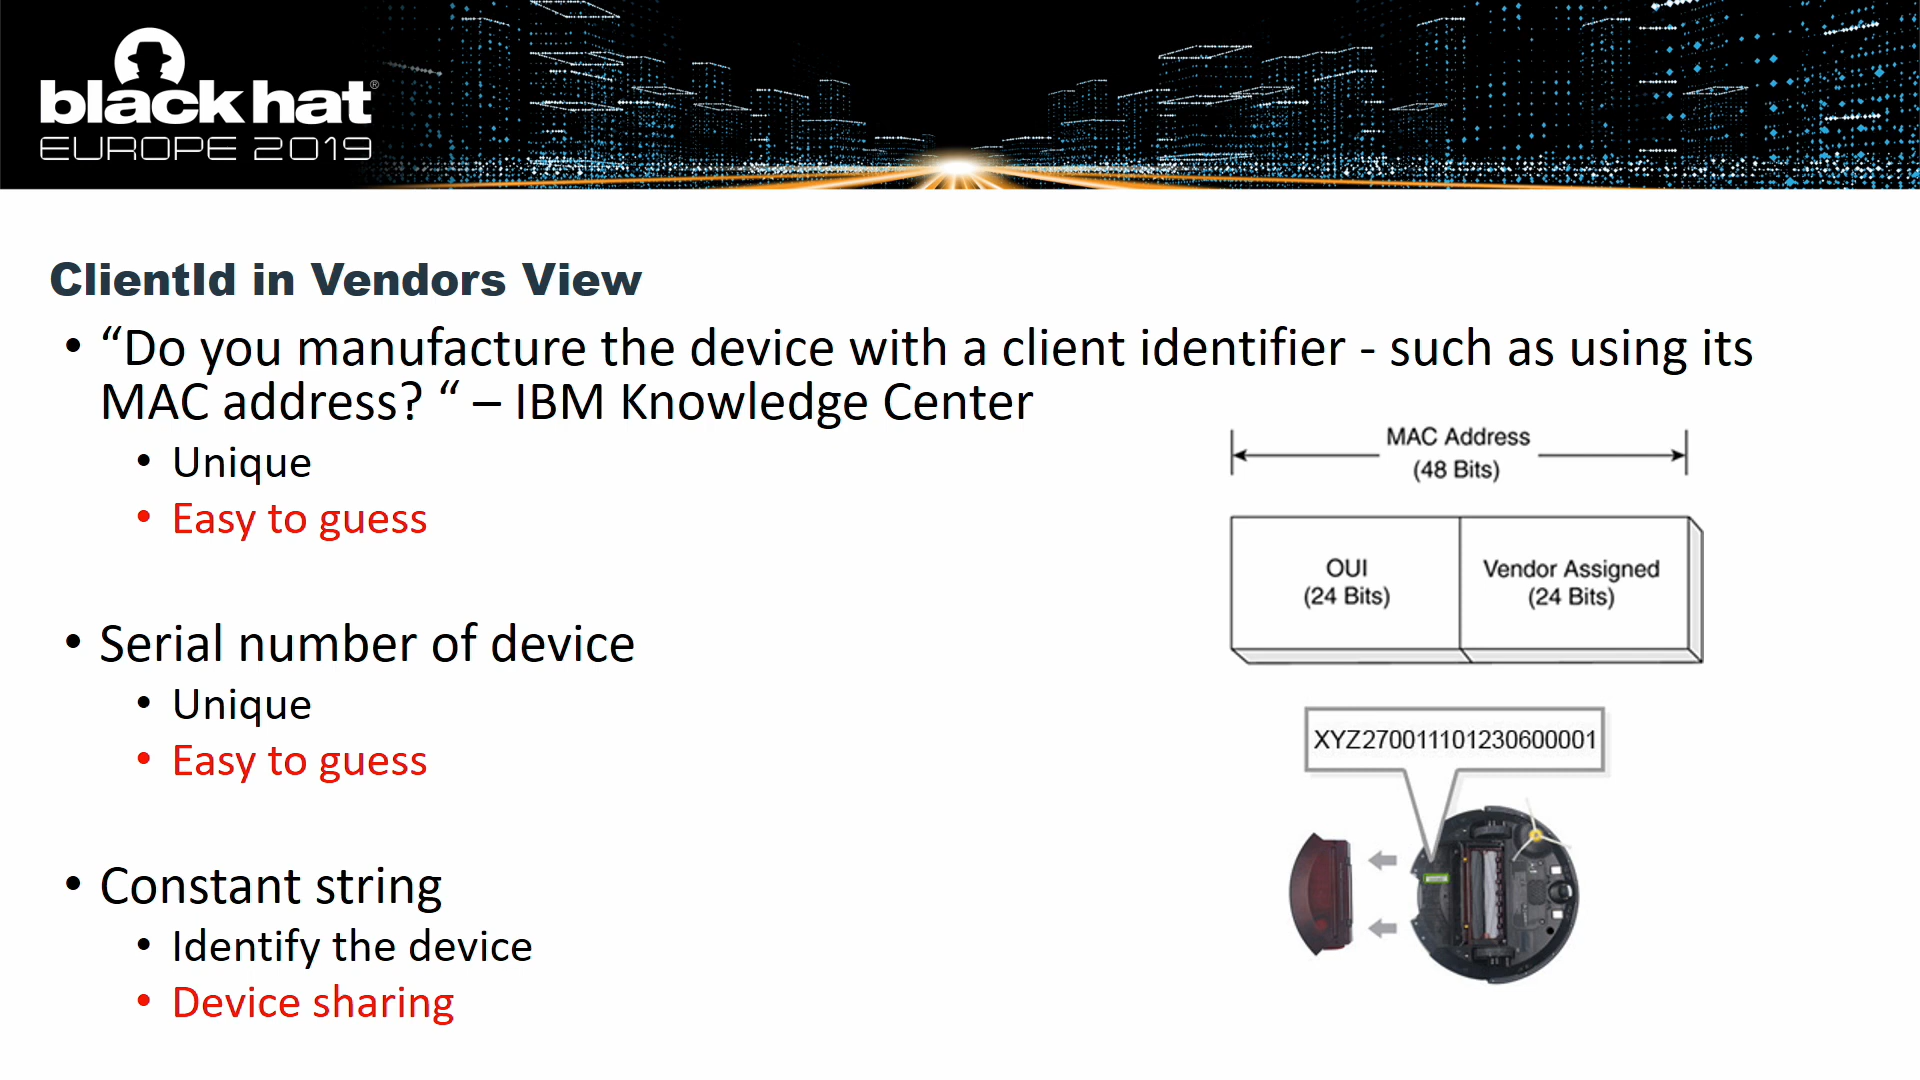 black hat®
EUROPE 2019
ClientId in Vendors View
• “Do you manufacture the device with a client identifier - such as using its
MAC address? “ – IBM Knowledge Center
• Unique
• Easy to guess
• Serial number of device
• Unique
• Easy to guess
• Constant string
• Identify the device
• Device sharing
MAC Address
(48 Bits)
OUI
(24 Bits)
Vendor Assigned
(24 Bits)
XYZ270011101230600001